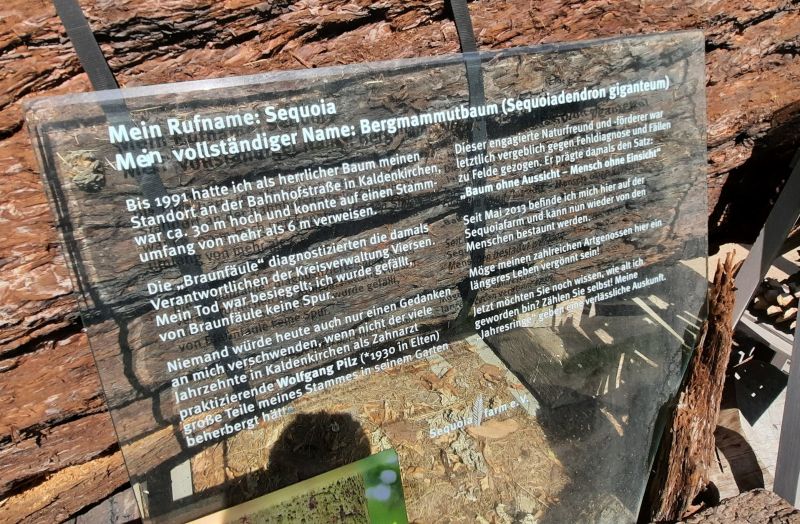 Mein Rufname: Sequoia
Mein vollständiger Name: Bergmammutbaum (Sequoiadendron giganteum)
Bis 1991 hatte ich als herrlicher Baum meinen
Standort an der Bahnhofstraße in Kaldenkirchen,
war ca. 30 m hoch und konnte auf einen Stamm-
umfang von mehr als 6 m verweisen.
Die „Braunfäule“ diagnostizierten die damals
Verantwortlichen der Kreisverwaltung Viersen.
Mein Tod war besiegelt, ich wurde gefällt,
von Braunfäule keine Spur.
Niemand würde heute auch nur einen Gedanken
an mich verschwenden, wenn nicht der viele
Jahrzehnte in Kaldenkirchen als Zahnarzt
praktizierende Wolfgang Pilz (*1930 in Elten)
große Teile meines Stammes in seinem Garten
beherbergt hätte.
Dieser engagierte Naturfreund und -förderer war
letztlich vergeblich gegen Fehldiagnose und Fällen
zu Felde gezogen. Er prägte damals den Satz:
„Baum ohne Aussicht – Mensch ohne Einsicht“
Seit Mai 2013 befinde ich mich hier auf der
Sequoiafarm und kann nun wieder von den
Menschen bestaunt werden.
Möge meinen zahlreichen Artgenossen hier ein
längeres Leben vergönnt sein!
Jetzt möchten Sie noch wissen, wie alt ich
geworden bin? Zählen Sie selbst! Meine
„Jahresringe“ geben eine verlässliche Auskunft.
Sequoia farm e. V.